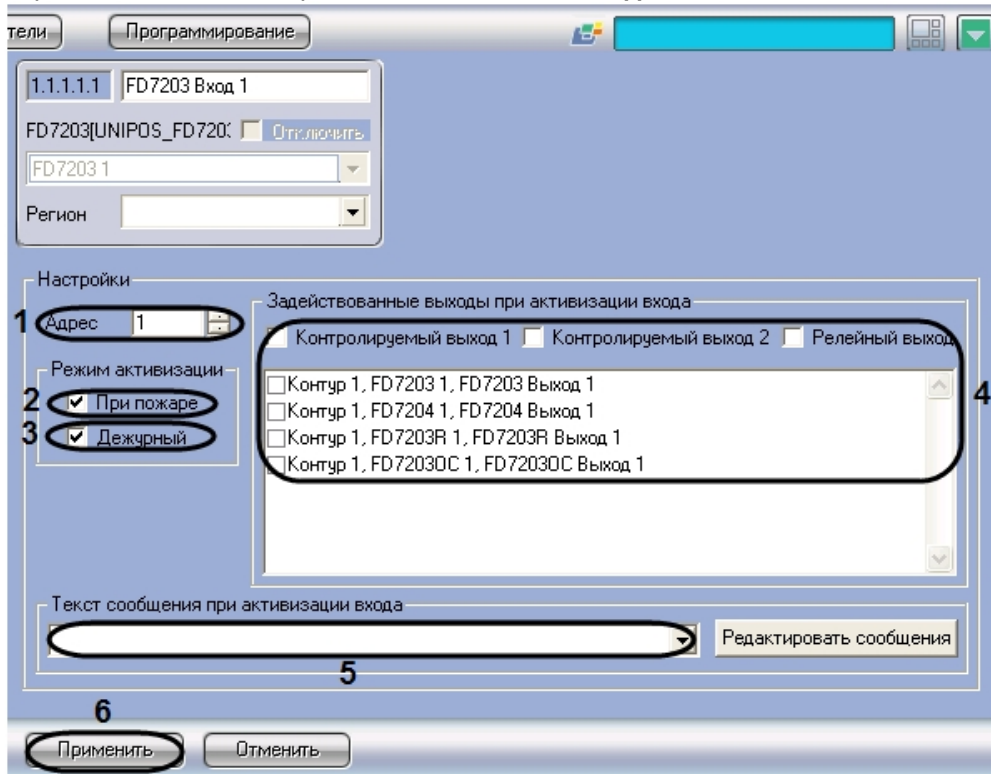 тели Программирование
1.1.1.1.1 FD7203 Вход 1
FD7203[UNIPOS_FD720 Отключить
FD7203 1
Регион
Настройки
1 Адрес 1
Задействованные выходы при активизации входа
Контролируемый выход 1 Контролируемый выход 2 Релейный выход
Режим активизации
2 При пожаре
3 Дежурный
Контур 1, FD7203 1, FD7203 Выход 1
Контур 1, FD7204 1, FD7204 Выход 1
Контур 1, FD7203R 1, FD7203R Выход 1
Контур 1, FD7203OC 1, FD7203OC Выход 1
4
Текст сообщения при активизации входа
Редактировать сообщения
5
6
Применить Отменить